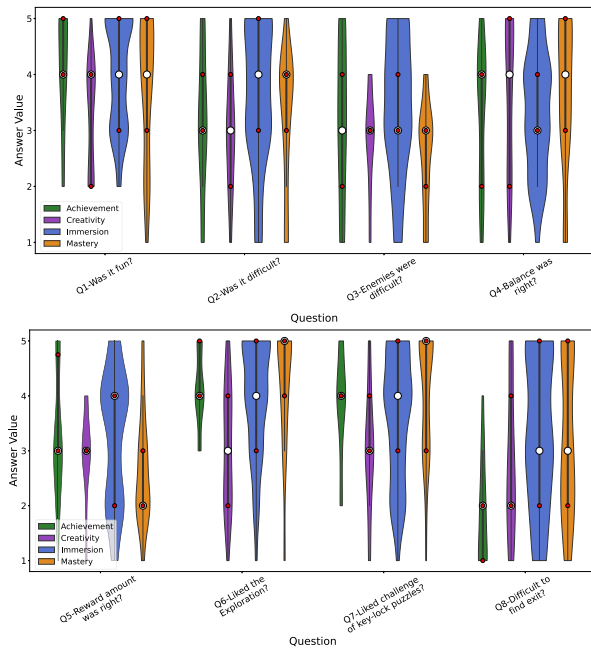 5
4
3
2
1
Answer Value
Achievement
Creativity
Immersion
Mastery
Q1-Was it fun?
Q2-Was it difficult?
Q3-Enemies were
difficult?
Q4-Balance was
right?
Question
5
4
3
2
1
Answer Value
Achievement
Creativity
Immersion
Mastery
Q5-Reward amount
was right?
Q6-Liked the
Exploration?
Q7-Liked challenge
of key-lock puzzles?
Q8-Difficult to
find exit?
Question